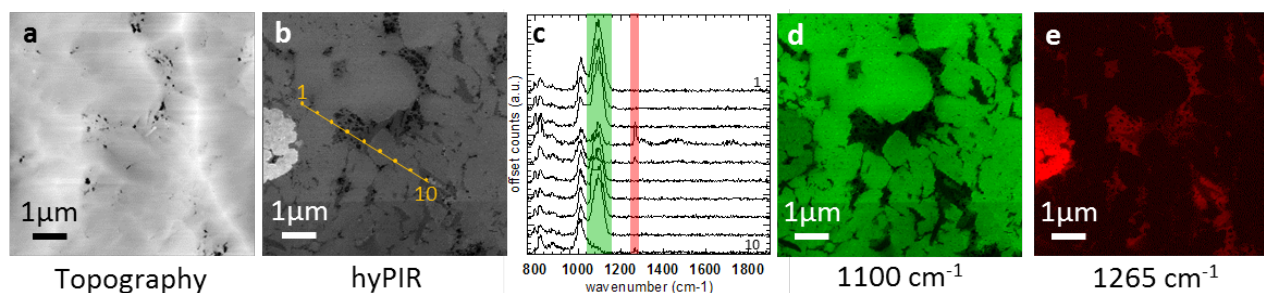 a
1μm
Topography
b
1
10
1μm
hyPIR
c
offset counts (a.u.)
1
10
800 1000 1200 1400 1600 1800
wavenumber (cm-1)
d
1μm
1100 cm⁻¹
e
1μm
1265 cm⁻¹